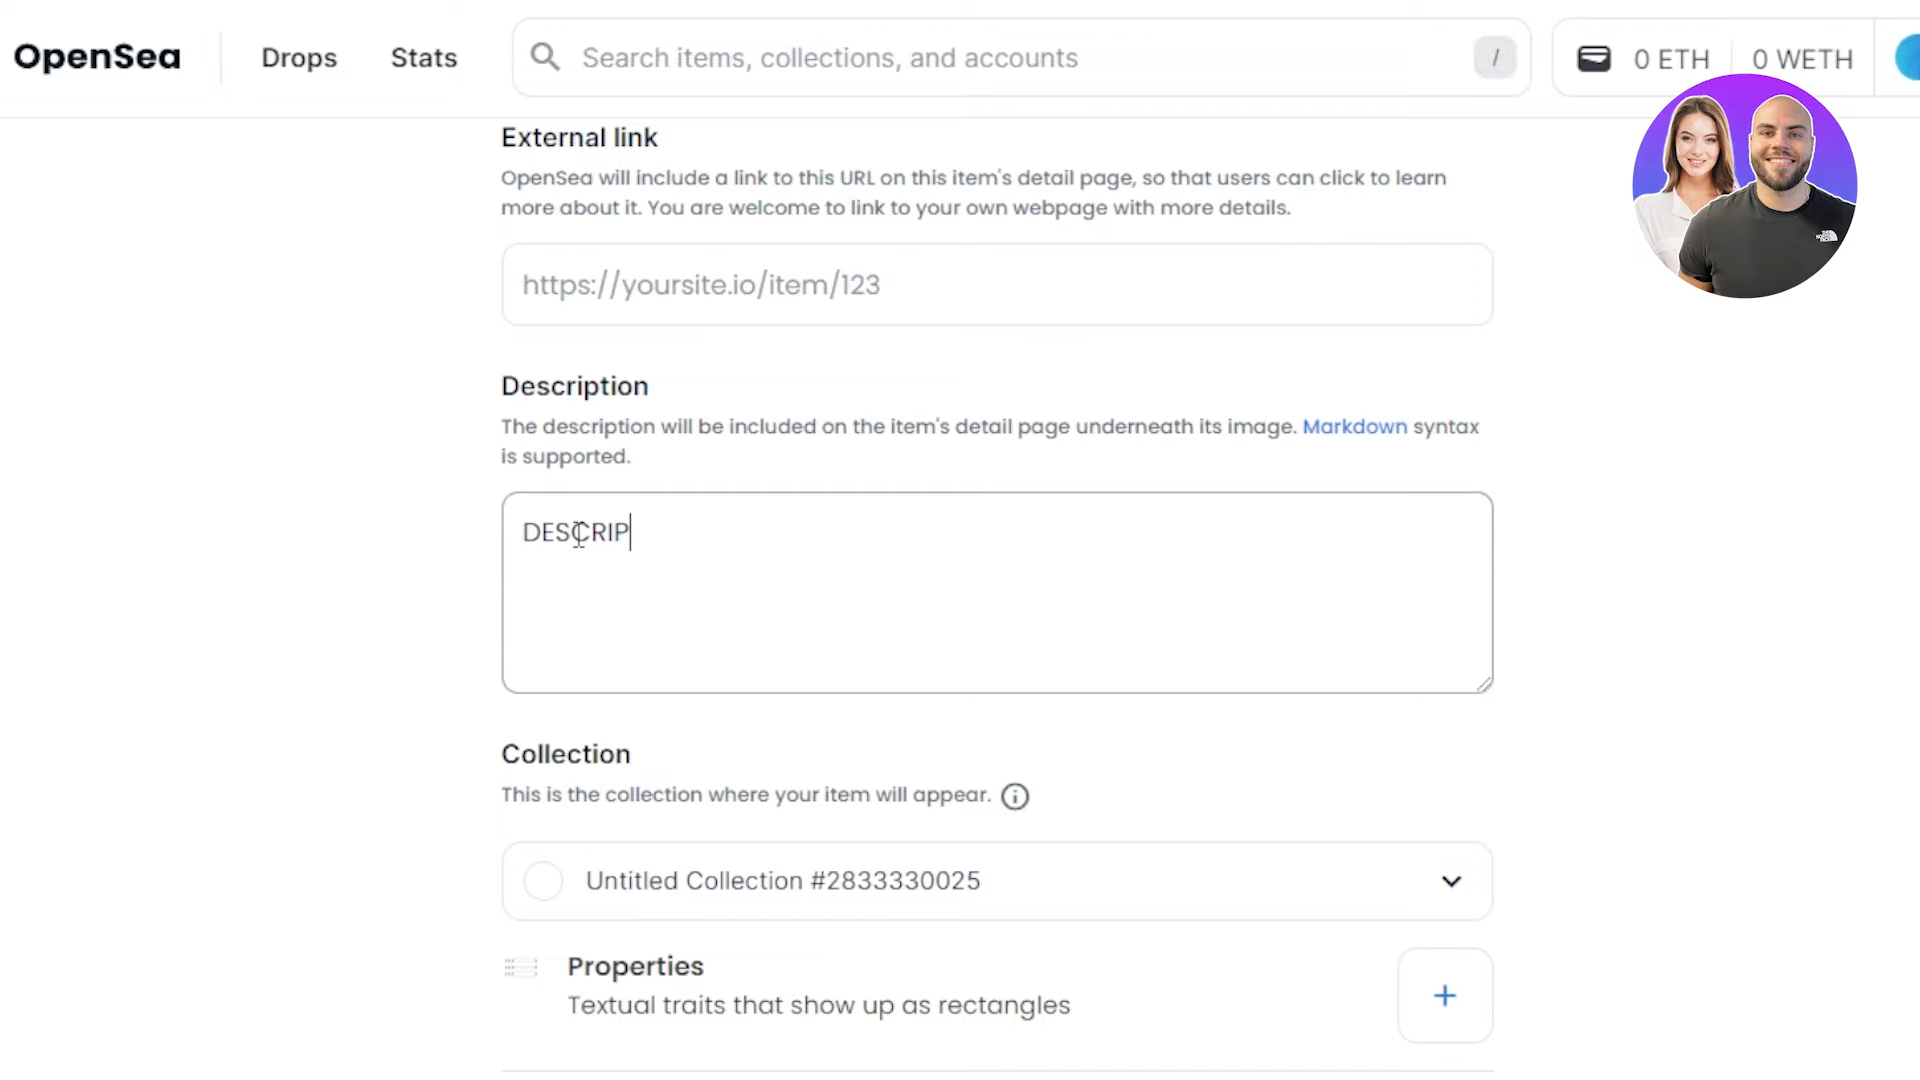 OpenSea
Drops
Stats
Search items, collections, and accounts
/
0 ETH
0 WETH
External link
OpenSea will include a link to this URL on this item's detail page, so that users can click to learn
more about it. You are welcome to link to your own webpage with more details.
https://yoursite.io/item/123
Description
The description will be included on the item's detail page underneath its image. Markdown syntax
is supported.
DESCRIP
Collection
This is the collection where your item will appear.
Untitled Collection #2833330025
Properties
Textual traits that show up as rectangles